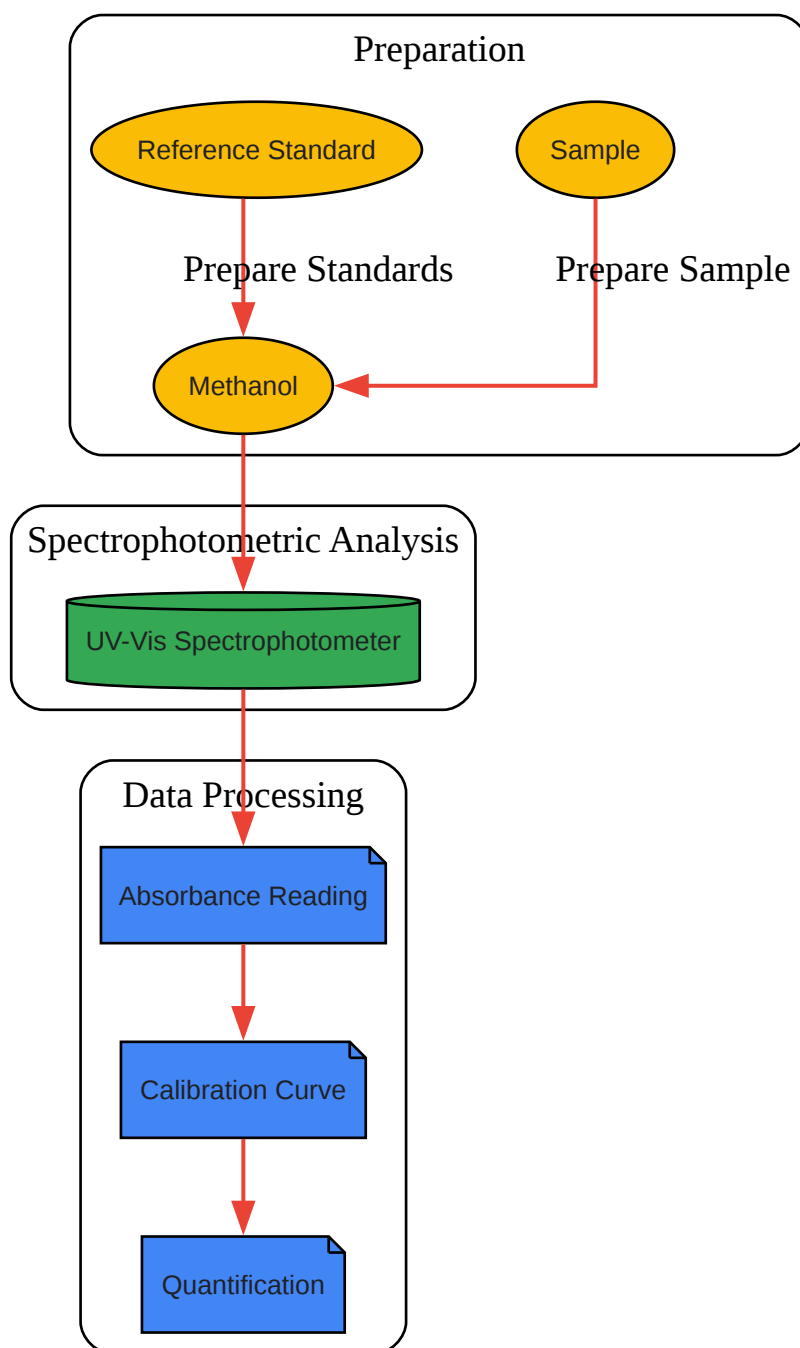 Preparation
Reference Standard
Sample
Prepare Standards
Prepare Sample
Methanol
Spectrophotometric Analysis
UV-Vis Spectrophotometer
Data Processing
Absorbance Reading
Calibration Curve
Quantification